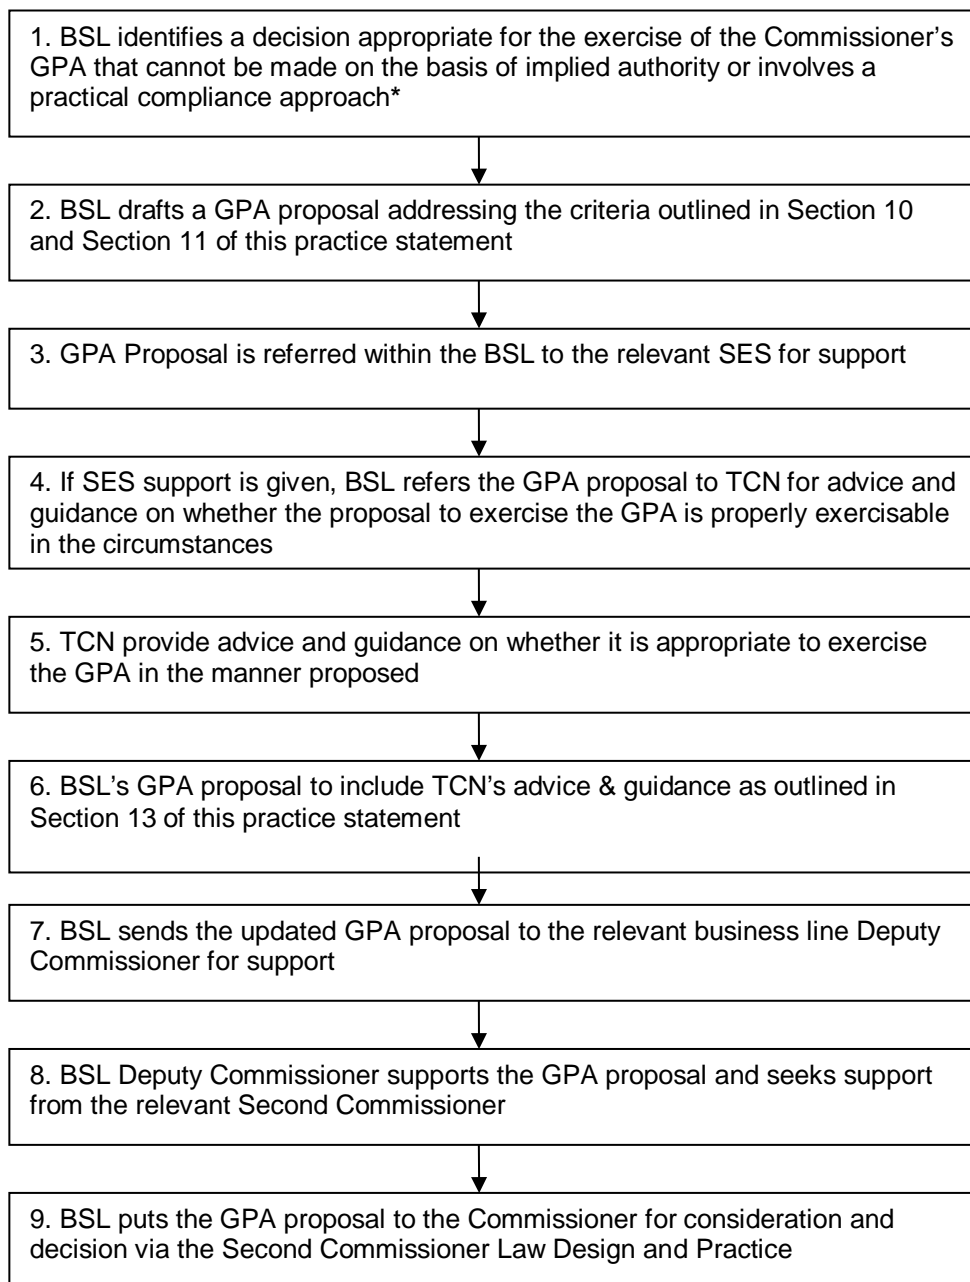 1. BSL identifies a decision appropriate for the exercise of the Commissioner’s
GPA that cannot be made on the basis of implied authority or involves a
practical compliance approach*
2. BSL drafts a GPA proposal addressing the criteria outlined in Section 10
and Section 11 of this practice statement
3. GPA Proposal is referred within the BSL to the relevant SES for support
4. If SES support is given, BSL refers the GPA proposal to TCN for advice and
guidance on whether the proposal to exercise the GPA is properly exercisable
in the circumstances
5. TCN provide advice and guidance on whether it is appropriate to exercise
the GPA in the manner proposed
6. BSL’s GPA proposal to include TCN’s advice & guidance as outlined in
Section 13 of this practice statement
7. BSL sends the updated GPA proposal to the relevant business line Deputy
Commissioner for support
8. BSL Deputy Commissioner supports the GPA proposal and seeks support
from the relevant Second Commissioner
9. BSL puts the GPA proposal to the Commissioner for consideration and
decision via the Second Commissioner Law Design and Practice